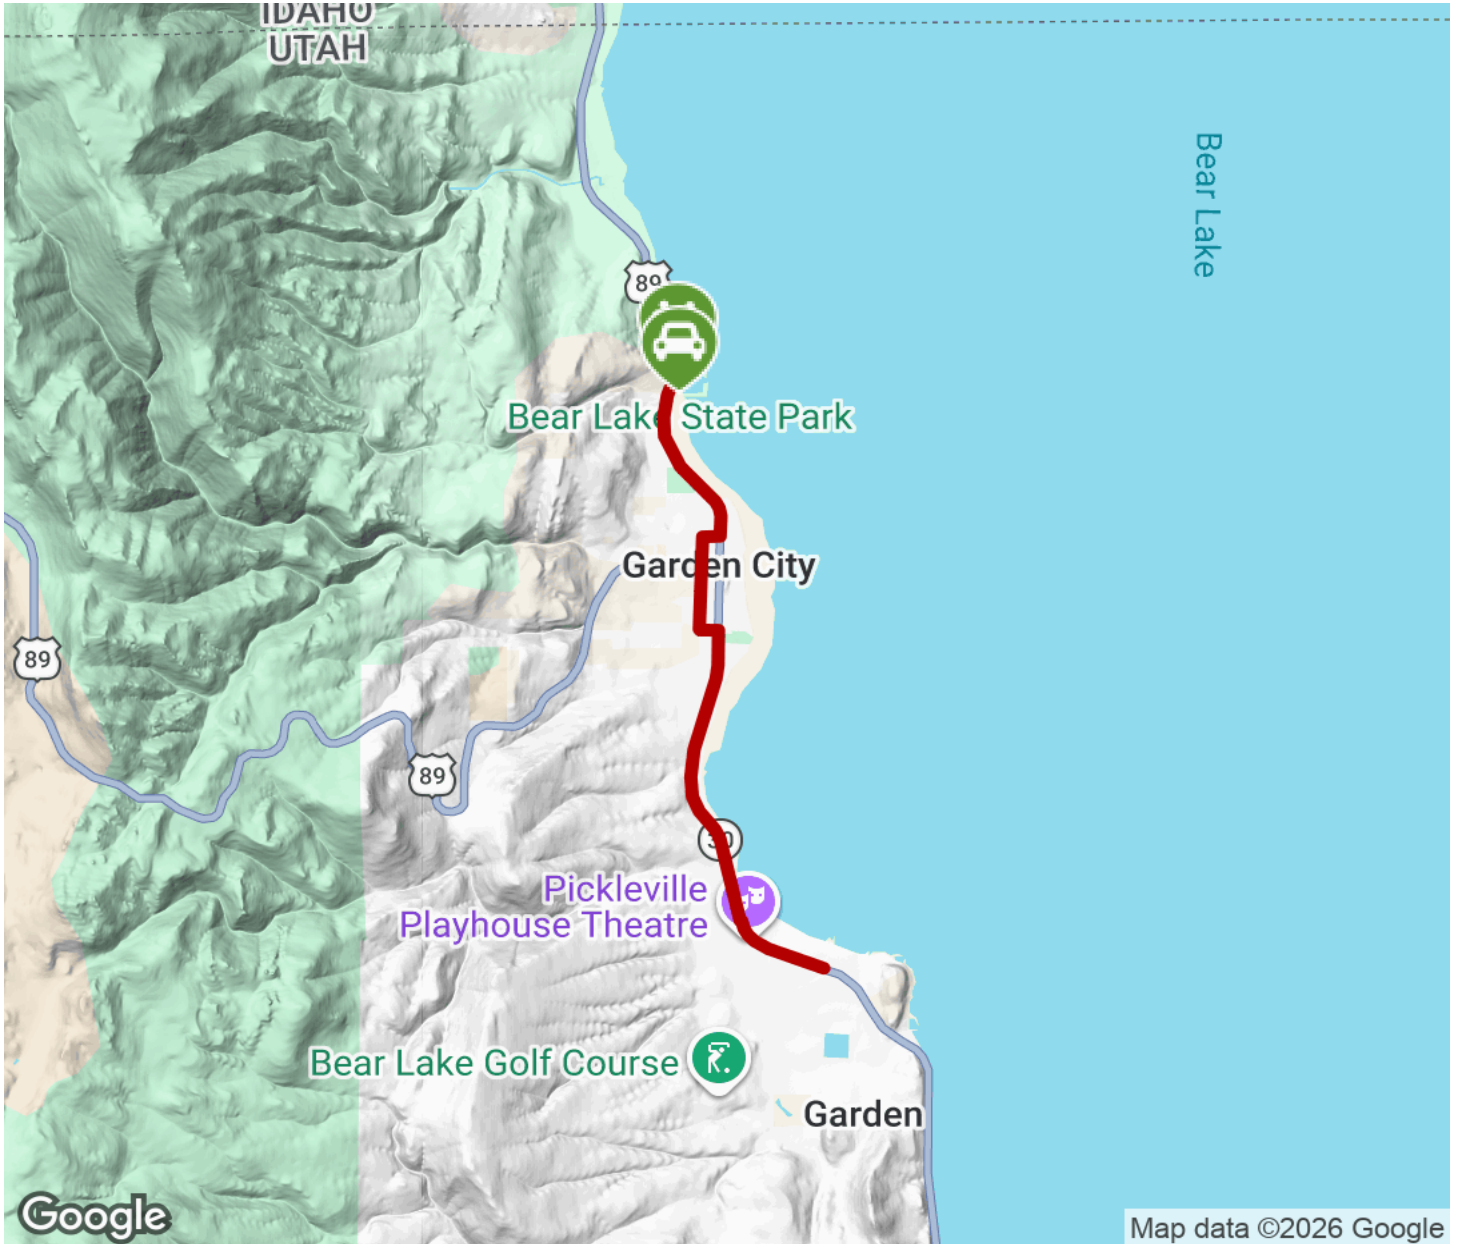 IDAHO
UTAH
Bear Lake
89
Bear Lake State Park
Garden City
89
89
30
Pickleville
Playhouse Theatre
Bear Lake Golf Course
Garden
Google
Map data ©2026 Google